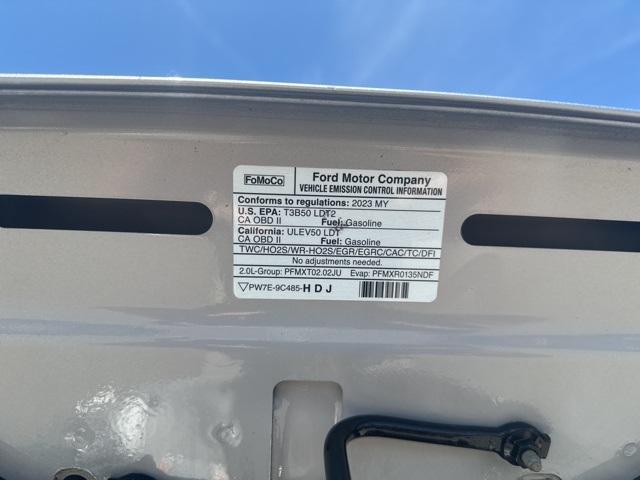 FoMoCo
Ford Motor Company
VEHICLE EMISSION CONTROL INFORMATION
Conforms to regulations: 2023 MY
U.S. EPA: T3B50 LDT2
CA OBD II Fuel: Gasoline
California: ULEV50 LDT
CA OBD II Fuel: Gasoline
TWC/HO2S/WR-HO2S/EGR/EGRC/CAC/TC/DFI
No adjustments needed.
2.0L-Group: PFMXT02.02JU Evap: PFMXR0135NDF
PW7E-9C485-HDJ